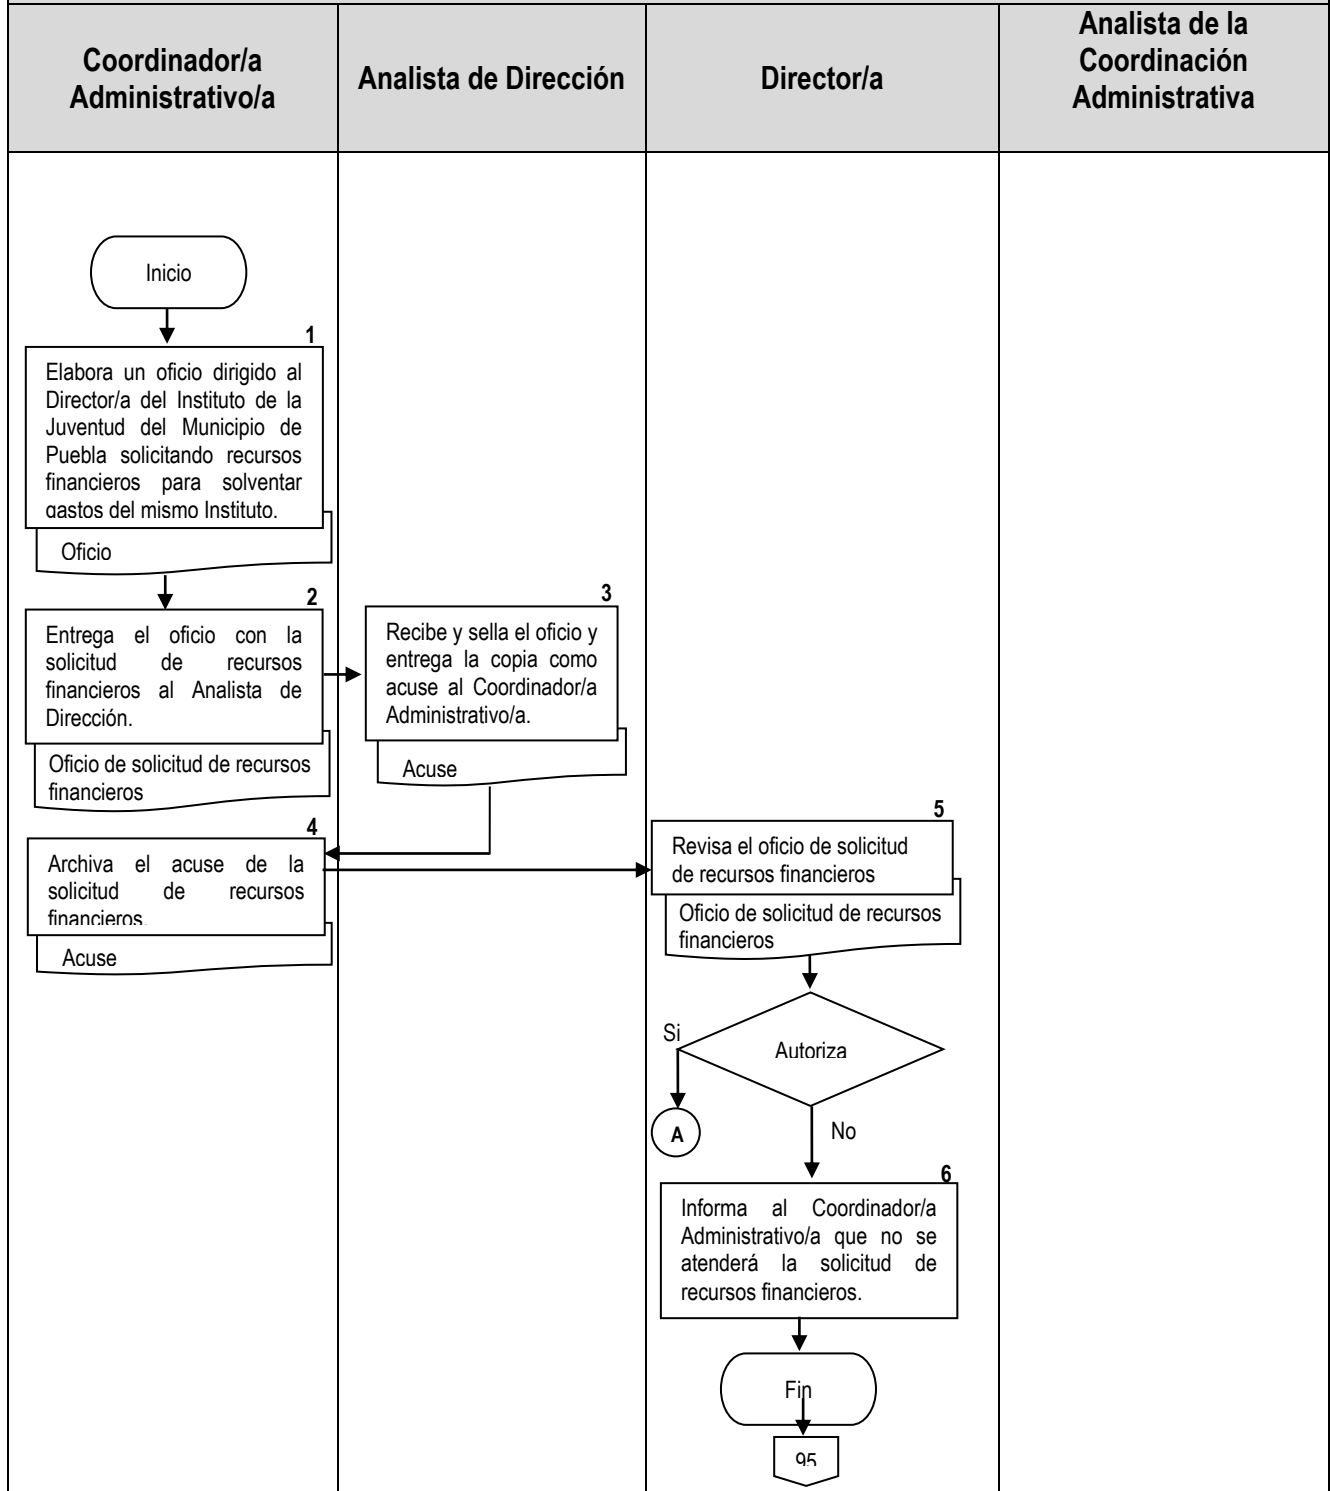 Coordinador/a
Administrativo/a
Analista de Dirección
Director/a
Analista de la
Coordinación
Administrativa
Inicio
1
Elabora un oficio dirigido al
Director/a del Instituto de la
Juventud del Municipio de
Puebla solicitando recursos
financieros para solventar
gastos del mismo Instituto.
Oficio
2
Entrega el oficio con la
solicitud de recursos
financieros al Analista de
Dirección.
Oficio de solicitud de recursos
financieros
3
Recibe y sella el oficio y
entrega la copia como
acuse al Coordinador/a
Administrativo/a.
Acuse
4
Archiva el acuse de la
solicitud de recursos
financieros.
Acuse
5
Revisa el oficio de solicitud
de recursos financieros
Oficio de solicitud de recursos
financieros
Si
Autoriza
A
No
6
Informa al Coordinador/a
Administrativo/a que no se
atenderá la solicitud de
recursos financieros.
Fin
95